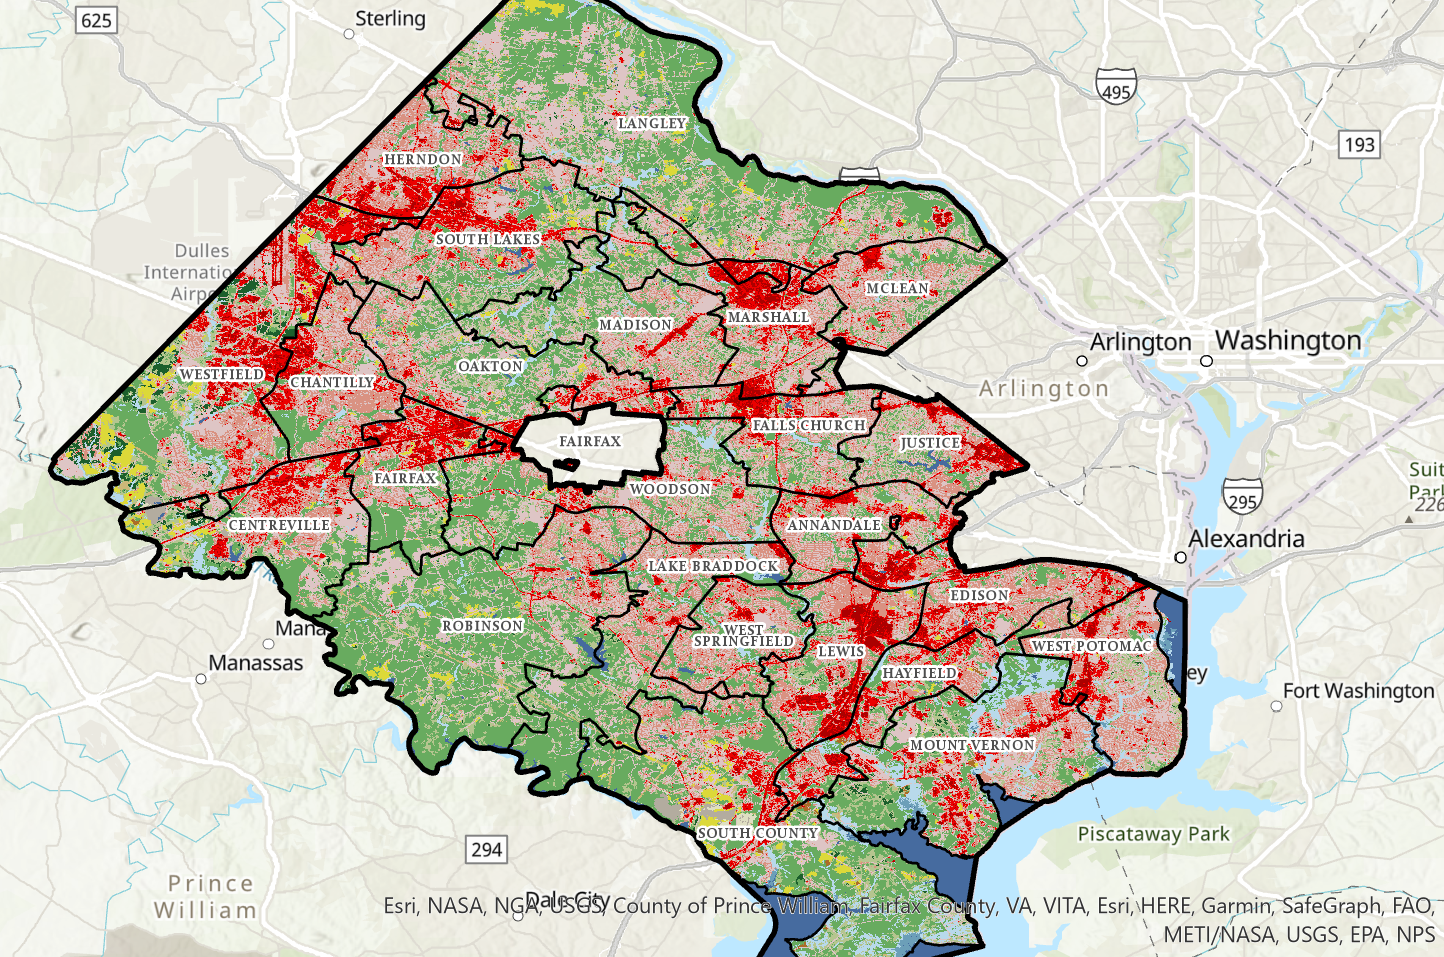 625
Sterling
495
193
LANGLEY
HERNDON
Dulles
Internatio
Airp
SOUTH LAKES
MCLEAN
MARSHALL
MADISON
Arlington
Washington
Arlington
OAKTON
WESTFIELD
CHANTILLY
FALLS CHURCH
JUSTICE
FAIRFAX
FAIRFAX
WOODSON
Suit
Park
295
226
CENTREVILLE
ANNANDALE
Alexandria
LAKE BRADDOCK
EDISON
ROBINSON
WEST
SPRINGFIELD
LEWIS
WEST POTOMAC
HAYFIELD
Mana
Manassas
ey
Fort Washington
MOUNT VERNON
SOUTH COUNTY
Piscataway Park
294
Prince
William
Dale City
Esri, NASA, NGA, USGS, County of Prince William, Fairfax County, VA, VITA, Esri, HERE, Garmin, SafeGraph, FAO,
METI/NASA, USGS, EPA, NPS